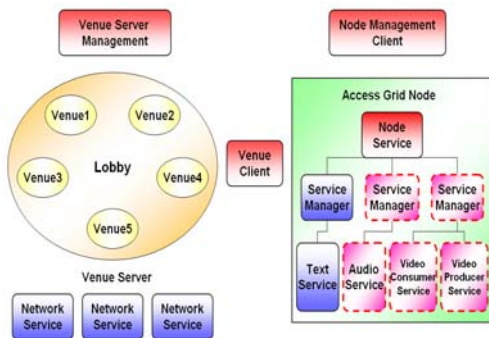 Venue Server
Management
Node Management
Client
Venue1
Venue2
Lobby
Venue3
Venue4
Venue5
Venue Server
Network
Service
Network
Service
Network
Service
Venue
Client
Access Grid Node
Node
Service
Service
Manager
Service
Manager
Service
Manager
Text
Service
Audio
Service
Video
Consumer
Service
Video
Producer
Service